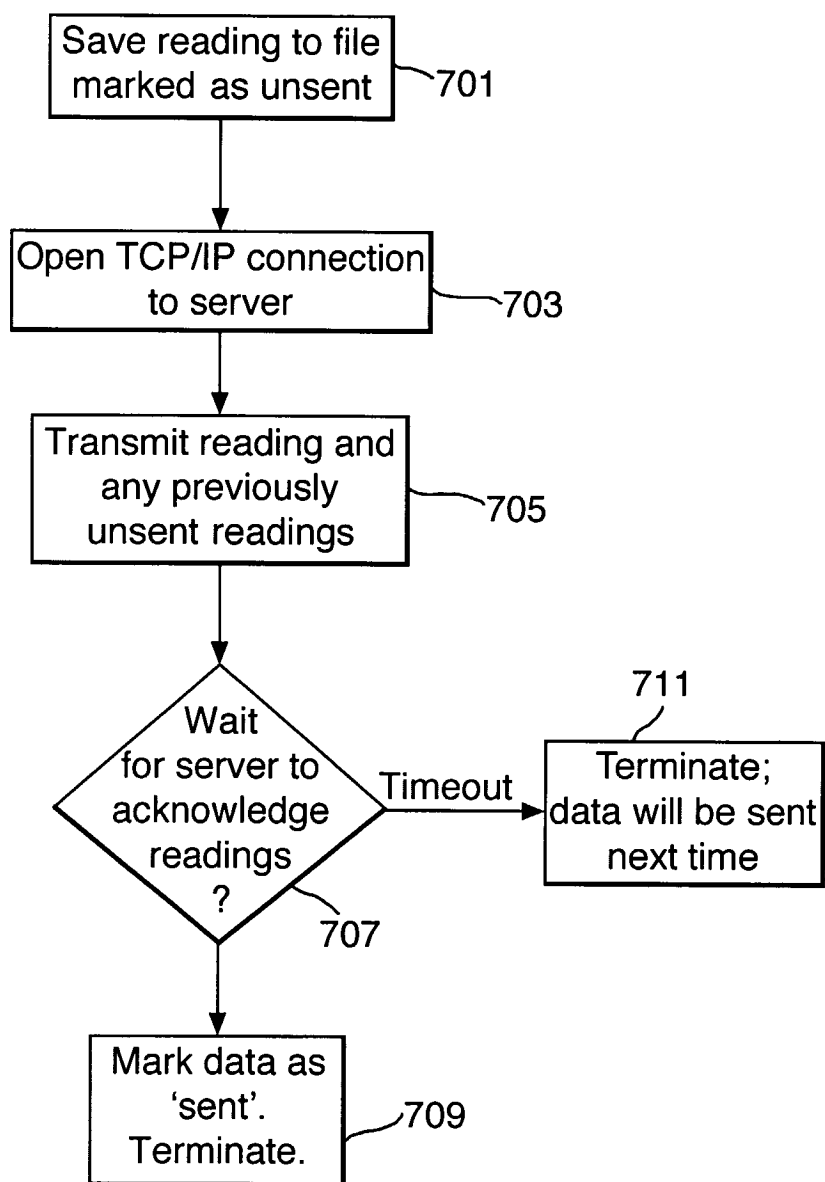 Save reading to file
marked as unsent
701
Open TCP/IP connection
to server
703
Transmit reading and
any previously
unsent readings
705
Wait
for server to
acknowledge
readings
?
707
Timeout
711
Terminate;
data will be sent
next time
Mark data as
‘sent’.
Terminate.
709